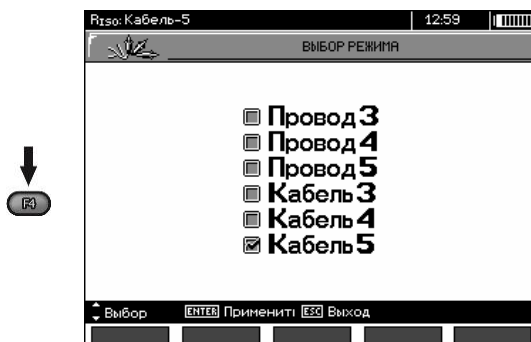 RISO: Кабель-5 12:59
ВЫБОР РЕЖИМА
Провод 3
Провод 4
Провод 5
Кабель 3
Кабель 4
Кабель 5
F4
Выбор ENTER Применити ESC Выход